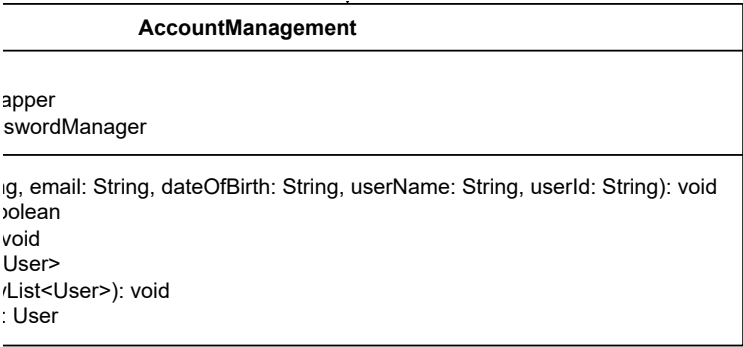 AccountManagement
apper
swordManager
g, email: String, dateOfBirth: String, userName: String, userId: String): void
olean
void
User>
List<User>): void
: User